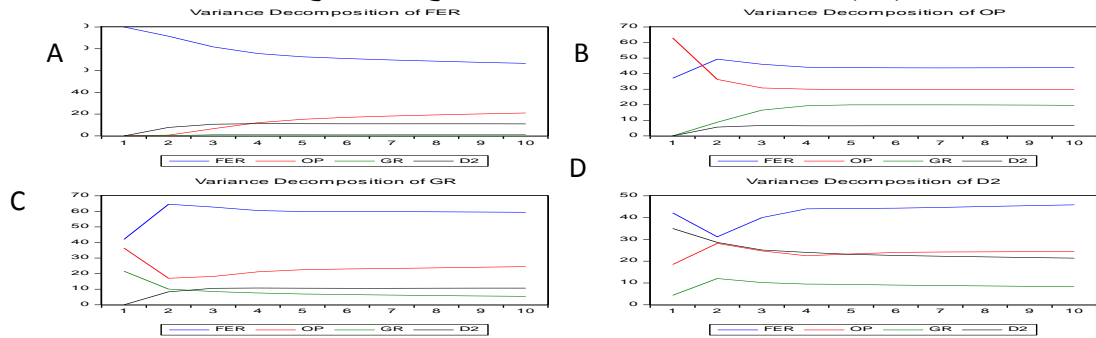 A
Variance Decomposition of FER
40
20
0
1 2 3 4 5 6 7 8 9 10
FER OP GR D2
B
Variance Decomposition of OP
70
60
50
40
30
20
10
0
1 2 3 4 5 6 7 8 9 10
FER OP GR D2
C
Variance Decomposition of GR
70
60
50
40
30
20
10
0
1 2 3 4 5 6 7 8 9 10
FER OP GR D2
D
Variance Decomposition of D2
50
40
30
20
10
0
1 2 3 4 5 6 7 8 9 10
FER OP GR D2